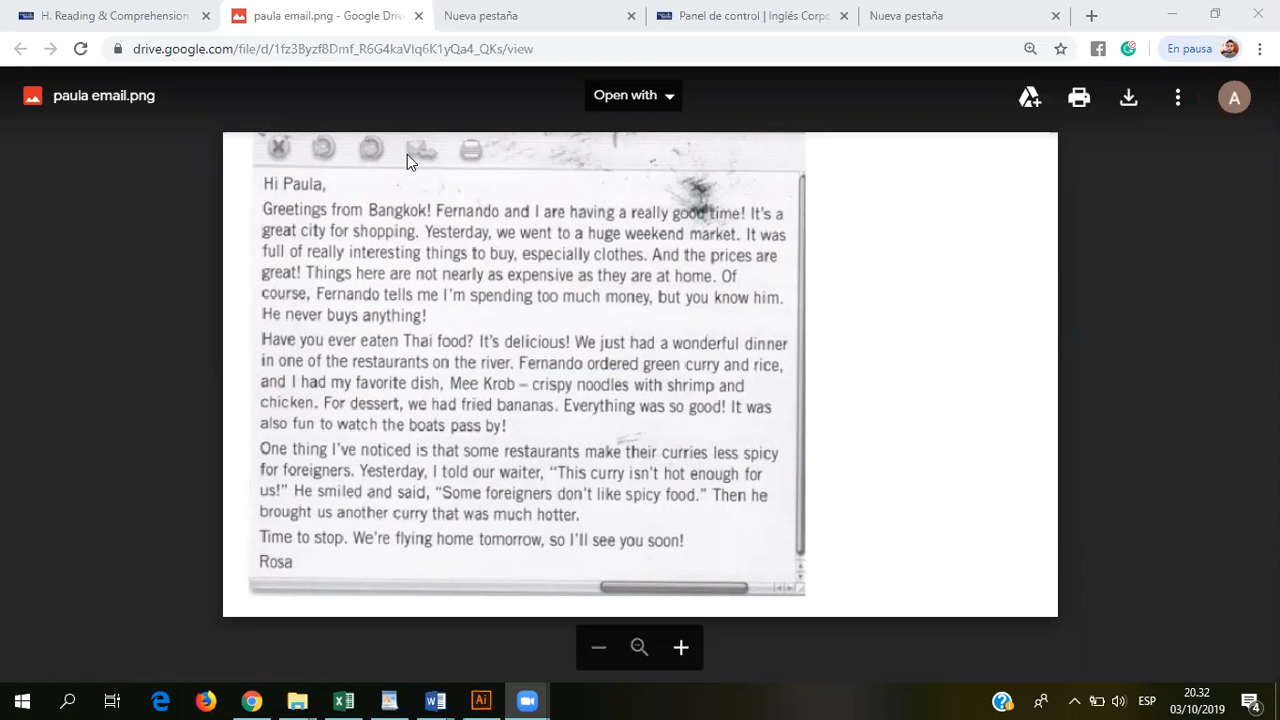 H. Reading & Comprehension
paula email.png - Google Driv
Nueva pestaña
Panel de control | Inglés Corpo
Nueva pestaña
drive.google.com/file/d/1fz3Byzf8Dmf_R6G4kaVlq6K1yQa4_QKs/view
En pausa
paula email.png
Open with
A
Hi Paula,
Greetings from Bangkok! Fernando and I are having a really good time! It's a
great city for shopping. Yesterday, we went to a huge weekend market. It was
full of really interesting things to buy, especially clothes. And the prices are
great! Things here are not nearly as expensive as they are at home. Of
course, Fernando tells me I'm spending too much money, but you know him.
He never buys anything!
Have you ever eaten Thai food? It's delicious! We just had a wonderful dinner
in one of the restaurants on the river. Fernando ordered green curry and rice,
and I had my favorite dish, Mee Krob – crispy noodles with shrimp and
chicken. For dessert, we had fried bananas. Everything was so good! It was
also fun to watch the boats pass by!
One thing I've noticed is that some restaurants make their curries less spicy
for foreigners. Yesterday, I told our waiter, "This curry isn't hot enough for
us!" He smiled and said, "Some foreigners don't like spicy food." Then he
brought us another curry that was much hotter.
Time to stop. We're flying home tomorrow, so I'll see you soon!
Rosa
ESP
20:32
03/10/2019
4